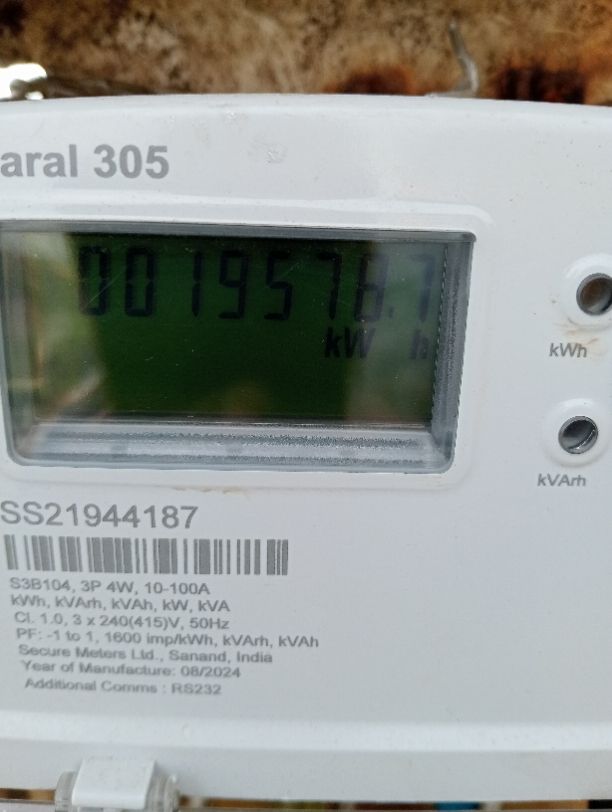 aral 305
0019578.7
kW h
kWh
kVArh
SS21944187
S3B104, 3P 4W, 10-100A
kWh, kVArh, kVAh, kW, kVA
Cl. 1.0, 3 x 240(415)V, 50Hz
PF: -1 to 1, 1600 imp/kWh, kVArh, kVAh
Secure Meters Ltd., Sanand, India
Year of Manufacture: 08/2024
Additional Comms : RS232